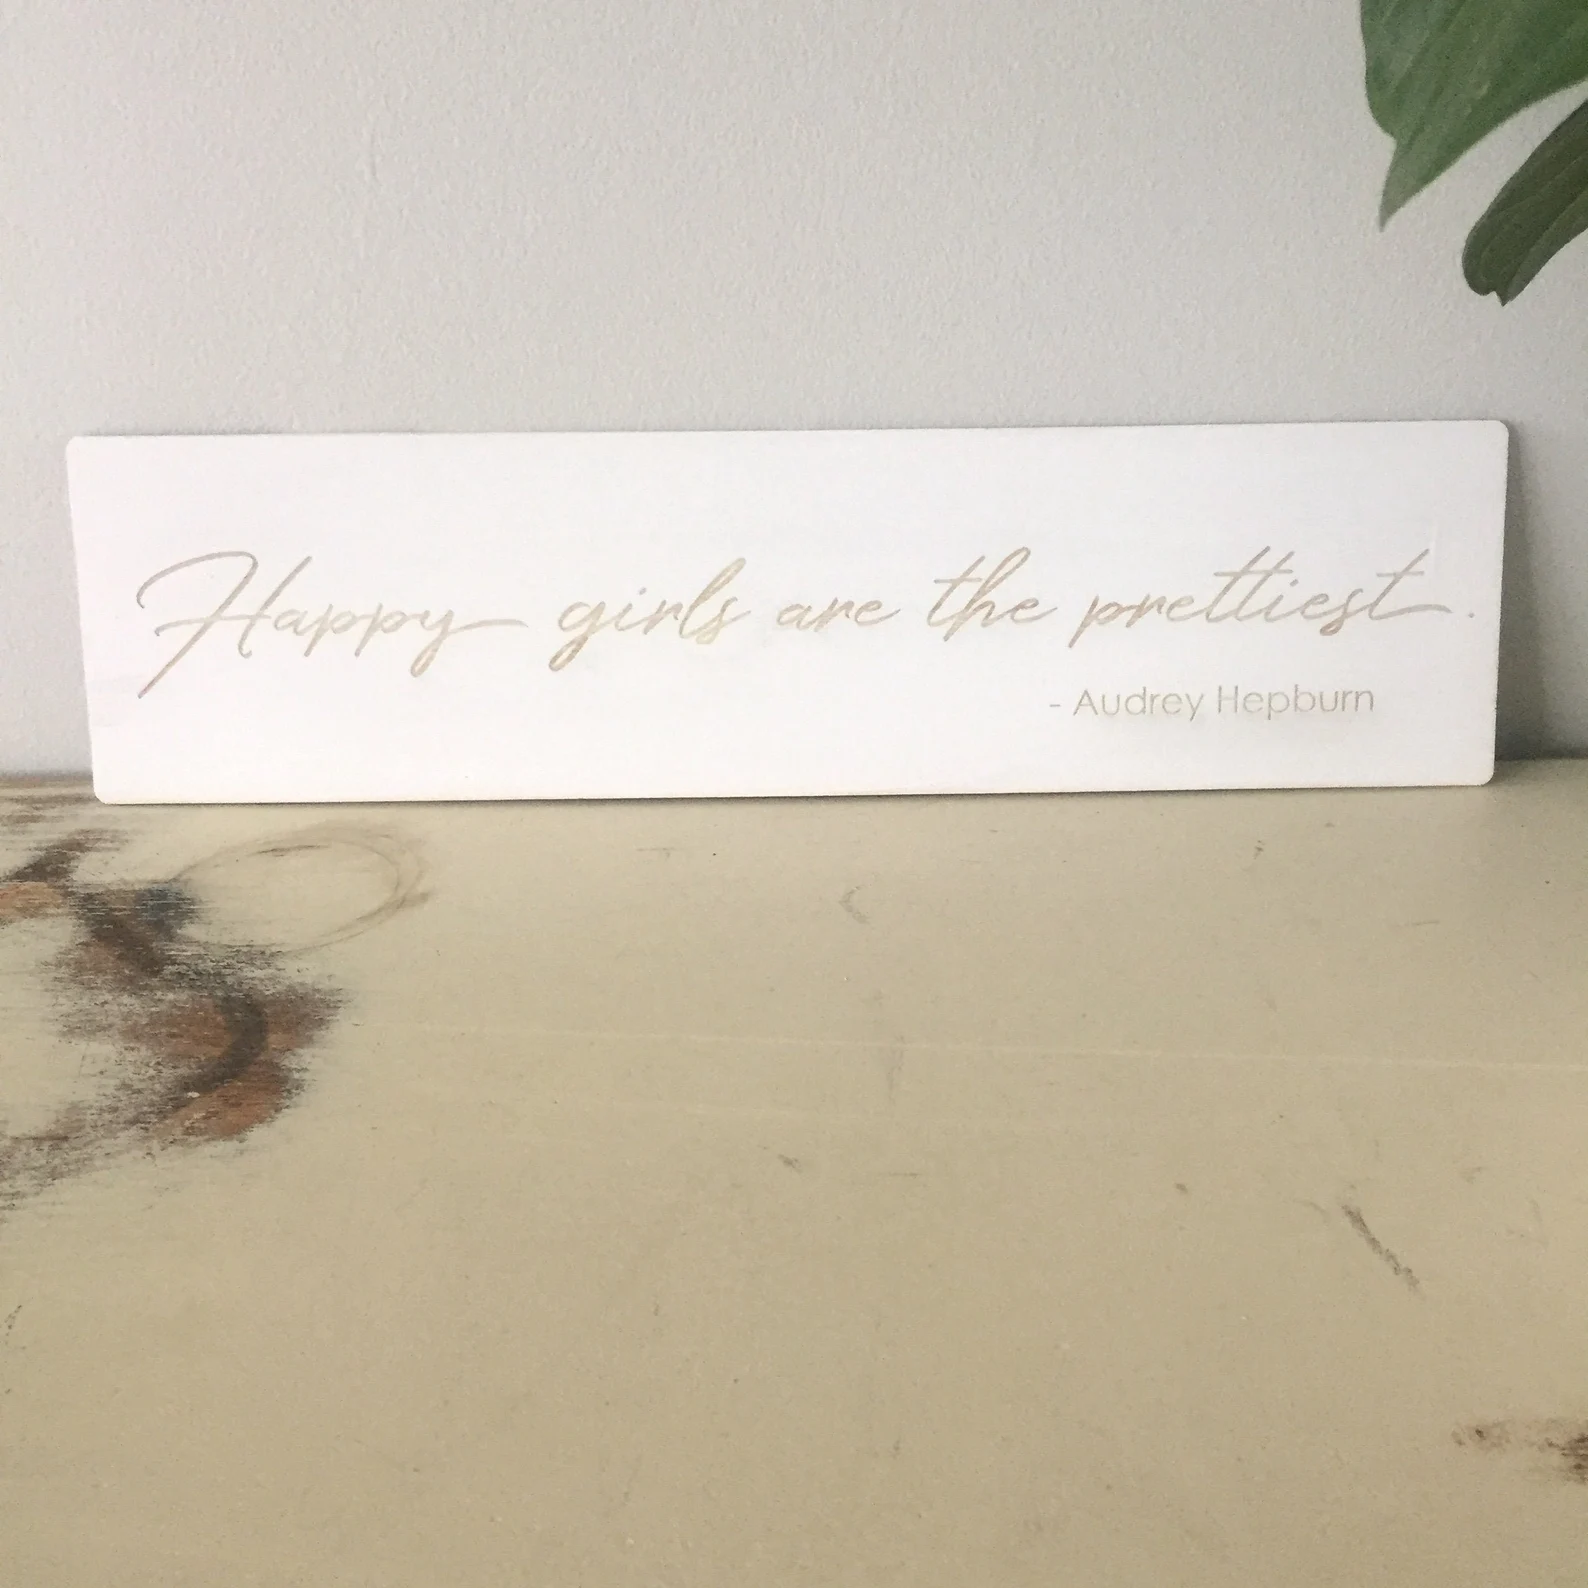 Happy girls are the prettiest.
- Audrey Hepburn